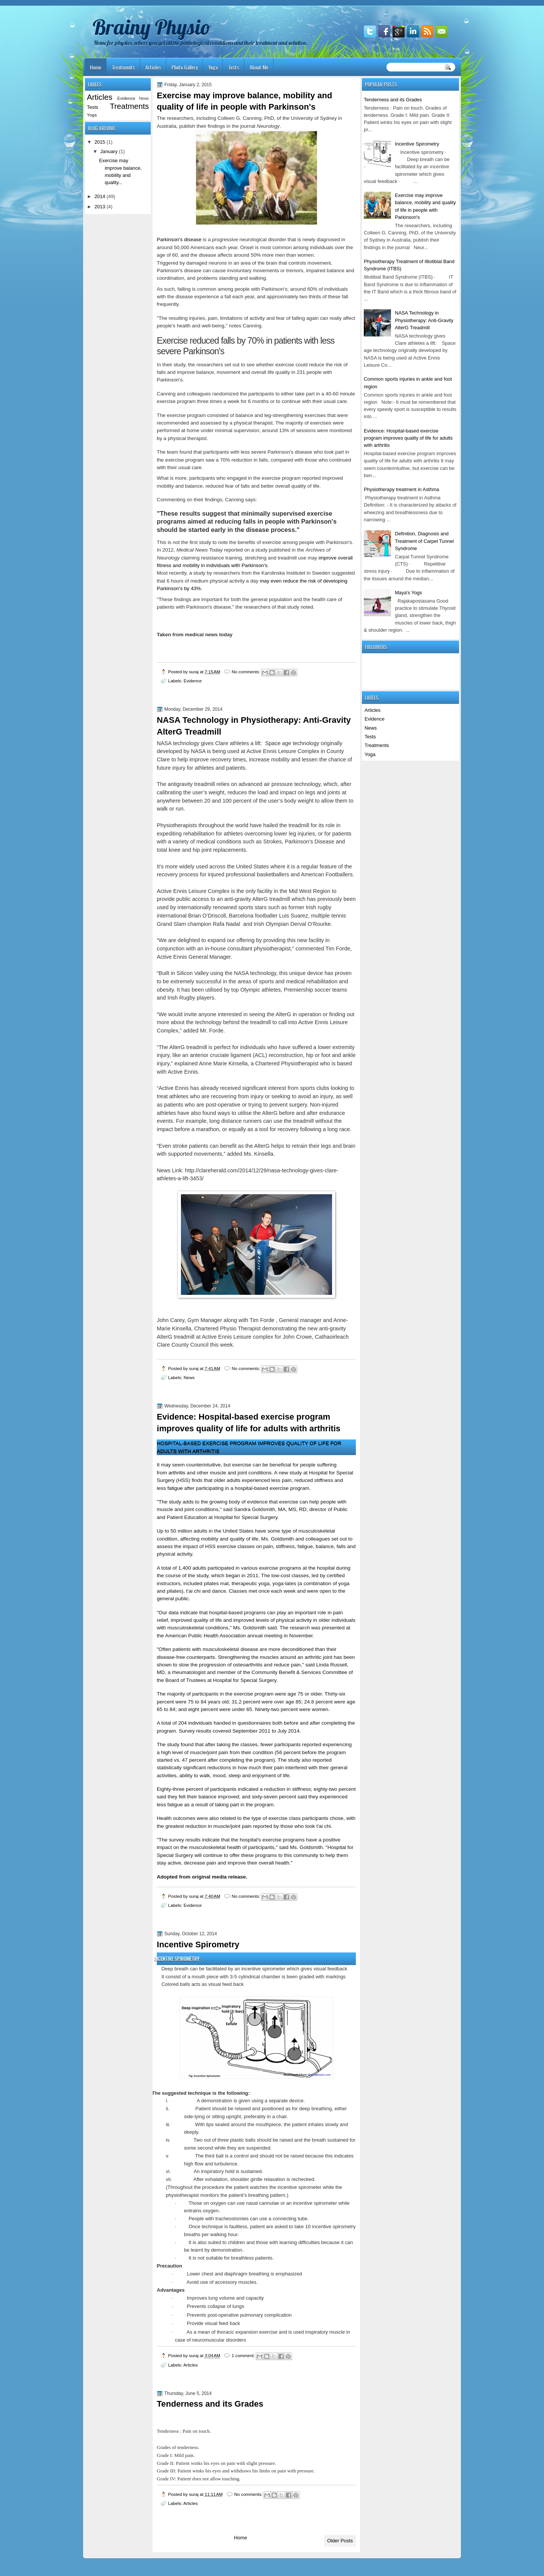 Brainy Physio
Home for physios, where you get all the pathological conditions and their treatment and solution.
Home Treatments Articles Photo Gallery Yoga Tests About Me
LABELS
Articles Evidence News
Tests Treatments
Yoga
BLOG ARCHIVE
▼ 2015 (1)
▼ January (1)
Exercise may
improve balance,
mobility and
quality...
► 2014 (46)
► 2013 (4)
Friday, January 2, 2015
Exercise may improve balance, mobility and
quality of life in people with Parkinson's
The researchers, including Colleen G. Canning, PhD, of the University of Sydney in
Australia, publish their findings in the journal Neurology.
Parkinson's disease is a progressive neurological disorder that is newly diagnosed in
around 50,000 Americans each year. Onset is most common among individuals over the age
of 60, and the disease affects around 50% more men than women.
Triggered by damaged neurons in an area of the brain that controls movement,
Parkinson's disease can cause involuntary movements or tremors, impaired balance and
coordination, and problems standing and walking.
As such, falling is common among people with Parkinson's; around 60% of individuals
with the disease experience a fall each year, and approximately two thirds of these fall
frequently.
"The resulting injuries, pain, limitations of activity and fear of falling again can really affect
people's health and well-being," notes Canning.
Exercise reduced falls by 70% in patients with less
severe Parkinson's
In their study, the researchers set out to see whether exercise could reduce the risk of
falls and improve balance, movement and overall life quality in 231 people with
Parkinson's.
Canning and colleagues randomized the participants to either take part in a 40-60 minute
exercise program three times a week for 6 months or to continue with their usual care.
The exercise program consisted of balance and leg-strengthening exercises that were
recommended and assessed by a physical therapist. The majority of exercises were
performed at home under minimal supervision; around 13% of sessions were monitored
by a physical therapist.
The team found that participants with less severe Parkinson's disease who took part in
the exercise program saw a 70% reduction in falls, compared with those who continued
with their usual care.
What is more, participants who engaged in the exercise program reported improved
mobility and balance, reduced fear of falls and better overall quality of life.
Commenting on their findings, Canning says:
"These results suggest that minimally supervised exercise
programs aimed at reducing falls in people with Parkinson's
should be started early in the disease process."
This is not the first study to note the benefits of exercise among people with Parkinson's.
In 2012, Medical News Today reported on a study published in the Archives of
Neurology claiming resistance training, stretching and treadmill use may improve overall
fitness and mobility in individuals with Parkinson's.
Most recently, a study by researchers from the Karolinska Institute in Sweden suggested
that 6 hours of medium physical activity a day may even reduce the risk of developing
Parkinson's by 43%.
"These findings are important for both the general population and the health care of
patients with Parkinson's disease," the researchers of that study noted.
Taken from medical news today
Posted by suraj at 7:15 AM No comments:
Labels: Evidence
Monday, December 29, 2014
NASA Technology in Physiotherapy: Anti-Gravity
AlterG Treadmill
NASA technology gives Clare athletes a lift. Space age technology originally
developed by NASA is being used at Active Ennis Leisure Complex in County
Clare to help improve recovery times, increase mobility and lessen the chance of
future injury for athletes and patients.
The antigravity treadmill relies on advanced air pressure technology, which, after
calibrating the user's weight, reduces the load and impact on legs and joints at
anywhere between 20 and 100 percent of the user's body weight to allow them to
walk or run.
Physiotherapists throughout the world have hailed the treadmill for its role in
expediting rehabilitation for athletes overcoming lower leg injuries, or for patients
with a variety of medical conditions such as Strokes, Parkinson's Disease and
total knee and hip joint replacements.
It's most widely used across the United States where it is a regular feature of the
recovery process for injured professional basketballers and American Footballers.
Active Ennis Leisure Complex is the only facility in the Mid West Region to
provide public access to an anti-gravity AlterG treadmill which has previously been
used by internationally renowned sports stars such as former Irish rugby
international Brian O'Driscoll, Barcelona footballer Luis Suarez, multiple tennis
Grand Slam champion Rafa Nadal and Irish Olympian Derval O'Rourke.
"We are delighted to expand our offering by providing this new facility in
conjunction with an in-house consultant physiotherapist," commented Tim Forde,
Active Ennis General Manager.
"Built in Silicon Valley using the NASA technology, this unique device has proven
to be extremely successful in the areas of sports and medical rehabilitation and
obesity. It has been utilised by top Olympic athletes, Premiership soccer teams
and Irish Rugby players.
"We would invite anyone interested in seeing the AlterG in operation or finding out
more about the technology behind the treadmill to call into Active Ennis Leisure
Complex," added Mr. Forde.
"The AlterG treadmill is perfect for individuals who have suffered a lower extremity
injury, like an anterior cruciate ligament (ACL) reconstruction, hip or foot and ankle
injury," explained Anne Marie Kinsella, a Chartered Physiotherapist who is based
with Active Ennis.
"Active Ennis has already received significant interest from sports clubs looking to
treat athletes who are recovering from injury or seeking to avoid an injury, as well
as patients who are post-operative or trying to prevent surgery. Non-injured
athletes have also found ways to utilise the AlterG before and after endurance
events. For example, long distance runners can use the treadmill without the
impact before a marathon, or equally as a tool for recovery following a long race.
"Even stroke patients can benefit as the AlterG helps to retrain their legs and brain
with supported movements," added Ms. Kinsella.
News Link: http://clareherald.com/2014/12/29/nasa-technology-gives-clare-
athletes-a-lift-3453/
John Carey, Gym Manager along with Tim Forde , General manager and Anne-
Marie Kinsella, Chartered Physio Therapist demonstrating the new anti-gravity
AlterG treadmill at Active Ennis Leisure complex for John Crowe, Cathaoirleach
Clare County Council this week.
Posted by suraj at 7:41 AM No comments:
Labels: News
Wednesday, December 24, 2014
Evidence: Hospital-based exercise program
improves quality of life for adults with arthritis
HOSPITAL-BASED EXERCISE PROGRAM IMPROVES QUALITY OF LIFE FOR
ADULTS WITH ARTHRITIS
It may seem counterintuitive, but exercise can be beneficial for people suffering
from arthritis and other muscle and joint conditions. A new study at Hospital for Special
Surgery (HSS) finds that older adults experienced less pain, reduced stiffness and
less fatigue after participating in a hospital-based exercise program.
"The study adds to the growing body of evidence that exercise can help people with
muscle and joint conditions," said Sandra Goldsmith, MA, MS, RD, director of Public
and Patient Education at Hospital for Special Surgery.
Up to 50 million adults in the United States have some type of musculoskeletal
condition, affecting mobility and quality of life. Ms. Goldsmith and colleagues set out to
assess the impact of HSS exercise classes on pain, stiffness, fatigue, balance, falls and
physical activity.
A total of 1,400 adults participated in various exercise programs at the hospital during
the course of the study, which began in 2011. The low-cost classes, led by certified
instructors, included pilates mat, therapeutic yoga, yoga-lates (a combination of yoga
and pilates), t'ai chi and dance. Classes met once each week and were open to the
general public.
"Our data indicate that hospital-based programs can play an important role in pain
relief, improved quality of life and improved levels of physical activity in older individuals
with musculoskeletal conditions," Ms. Goldsmith said. The research was presented at
the American Public Health Association annual meeting in November.
"Often patients with musculoskeletal disease are more deconditioned than their
disease-free counterparts. Strengthening the muscles around an arthritic joint has been
shown to slow the progression of osteoarthritis and reduce pain," said Linda Russell,
MD, a rheumatologist and member of the Community Benefit & Services Committee of
the Board of Trustees at Hospital for Special Surgery.
The majority of participants in the exercise program were age 75 or older. Thirty-six
percent were 75 to 84 years old; 31.2 percent were over age 85; 24.8 percent were age
65 to 84; and eight percent were under 65. Ninety-two percent were women.
A total of 204 individuals handed in questionnaires both before and after completing the
program. Survey results covered September 2011 to July 2014.
The study found that after taking the classes, fewer participants reported experiencing
a high level of muscle/joint pain from their condition (56 percent before the program
started vs. 47 percent after completing the program). The study also reported
statistically significant reductions in how much their pain interfered with their general
activities, ability to walk, mood, sleep and enjoyment of life.
Eighty-three percent of participants indicated a reduction in stiffness; eighty-two percent
said they felt their balance improved; and sixty-seven percent said they experienced
less fatigue as a result of taking part in the program.
Health outcomes also were related to the type of exercise class participants chose, with
the greatest reduction in muscle/joint pain reported by those who took t'ai chi.
"The survey results indicate that the hospital's exercise programs have a positive
impact on the musculoskeletal health of participants," said Ms. Goldsmith. "Hospital for
Special Surgery will continue to offer these programs to this community to help them
stay active, decrease pain and improve their overall health."
Adopted from original media release.
Posted by suraj at 7:40 AM No comments:
Labels: Evidence
Sunday, October 12, 2014
Incentive Spirometry
INCENTIVE SPIROMETRY
Deep breath can be facilitated by an incentive spirometer which gives visual feedback
It consist of a mouth piece with 3-5 cylindrical chamber is been graded with markings
Colored balls acts as visual feed back
Deep Inspiration
Inspiratory
hold (3 sec)
The suggested technique is the following:
i. A demonstration is given using a separate device.
ii. Patient should be relaxed and positioned as for deep breathing, either
side-lying or sitting upright, preferably in a chair.
iii. With lips sealed around the mouthpiece, the patient inhales slowly and
deeply.
iv. Two out of three plastic balls should be raised and the breath sustained for
some second while they are suspended.
v. The third ball is a control and should not be raised because this indicates
high flow and turbulence.
vi. An inspiratory hold is sustained.
vii. After exhalation, shoulder girdle relaxation is rechecked.
(Throughout the procedure the patient watches the incentive spirometer while the
physiotherapist monitors the patient's breathing pattern.)
· Those on oxygen can use nasal cannulae or an incentive spirometer while
entrains oxygen.
· People with tracheostomies can use a connecting tube.
· Once technique is faultless, patient are asked to take 10 incentive spirometry
breaths per walking hour.
· It is also suited to children and those with learning difficulties because it can
be learnt by demonstration.
· It is not suitable for breathless patients.
Precaution
· Lower chest and diaphragm breathing is emphasized
· Avoid use of accessory muscles.
Advantages
· Improves long volume and capacity
· Prevents collapse of lungs
· Prevents post-operative pulmonary complication
· Provide visual feed back
· As a mean of thoracic expansion exercise and is used inspiratory muscle in
case of neuromuscular disorders
Posted by suraj at 3:04 AM 1 comment:
Labels: Articles
Thursday, June 5, 2014
Tenderness and its Grades
Tenderness : Pain on touch.
Grades of tenderness.
Grade I: Mild pain.
Grade II: Patient winks his eyes on pain with slight pressure.
Grade III: Patient winks his eyes and withdraws his limbs on pain with pressure.
Grade IV: Patient does not allow touching.
Posted by suraj at 11:11 AM No comments:
Labels: Articles
Home
Older Posts
POPULAR POSTS
Tenderness and its Grades
Tenderness : Pain on touch. Grades of
tenderness. Grade I: Mild pain. Grade II:
Patient winks his eyes on pain with slight
pr...
Incentive Spirometry
Incentive spirometry ·
Deep breath can be
facilitated by an incentive
spirometer which gives
visual feedback · ...
Exercise may improve
balance, mobility and quality
of life in people with
Parkinson's
The researchers, including
Colleen G. Canning, PhD, of the University
of Sydney in Australia, publish their
findings in the journal Neur...
Physiotherapy Treatment of Illiotibial Band
Syndrome (ITBS)
Illiotibial Band Syndrome (ITBS) · IT
Band Syndrome is due to inflammation of
the IT Band which is a thick fibrous band of
...
NASA Technology in
Physiotherapy: Anti-Gravity
AlterG Treadmill
NASA technology gives
Clare athletes a lift. Space
age technology originally developed by
NASA is being used at Active Ennis
Leisure Co...
Common sports injuries in ankle and foot
region
Common sports injuries in ankle and foot
region Note:- It must be remembered that
every speedy sport is susceptible to results
into ...
Evidence: Hospital-based exercise
program improves quality of life for adults
with arthritis
Hospital-based exercise program improves
quality of life for adults with arthritis It may
seem counterintuitive, but exercise can be
ben...
Physiotherapy treatment in Asthma
Physiotherapy treatment in Asthma
Definition: - It is characterized by attacks of
wheezing and breathlessness due to
narrowing ...
Definition, Diagnosis and
Treatment of Carpet Tunnel
Syndrome
Carpal Tunnel Syndrome
(CTS) · Repetitive
stress injury · Due to inflammation of
the tissues around the median...
Maya's Yogs
Rajakapostasana Good
practice to stimulate Thyroid
gland, strengthen the
muscles of lower back, thigh
& shoulder region. ...
FOLLOWERS
LABELS
Articles
Evidence
News
Tests
Treatments
Yoga